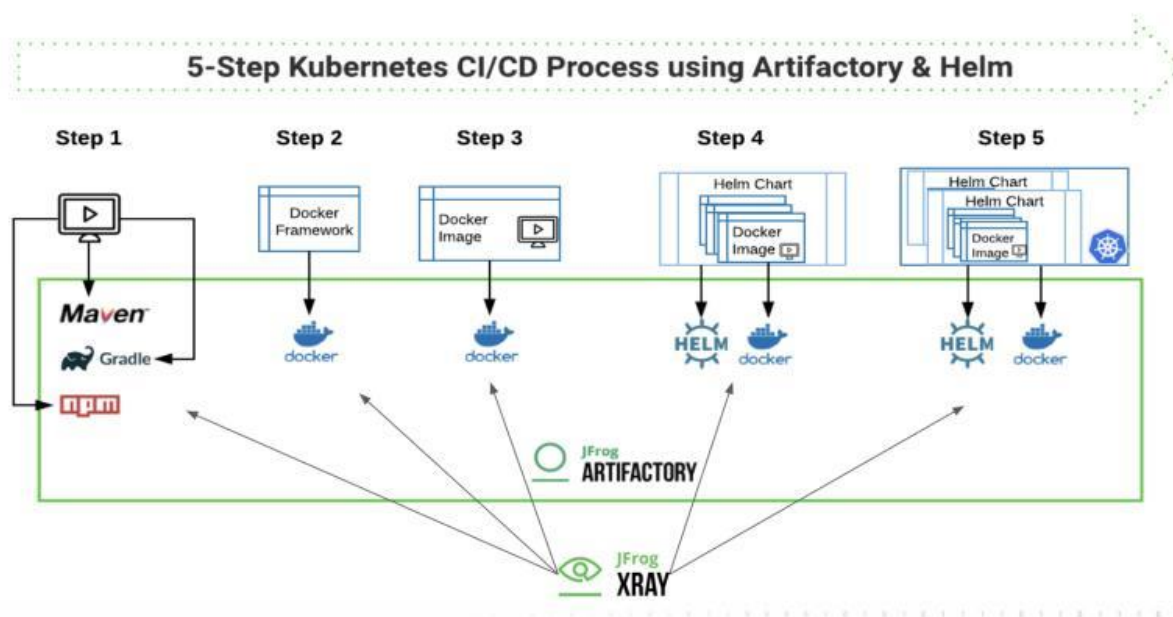 5-Step Kubernetes CI/CD Process using Artifactory & Helm
Step 1
Step 2
Step 3
Step 4
Step 5
Docker
Framework
Docker
Image
Helm Chart
Docker
Image
Helm Chart
Helm Chart
Docker
Image
Maven
Gradle
npm
docker
docker
HELM
docker
HELM
docker
JFrog
ARTIFACTORY
JFrog
XRAY